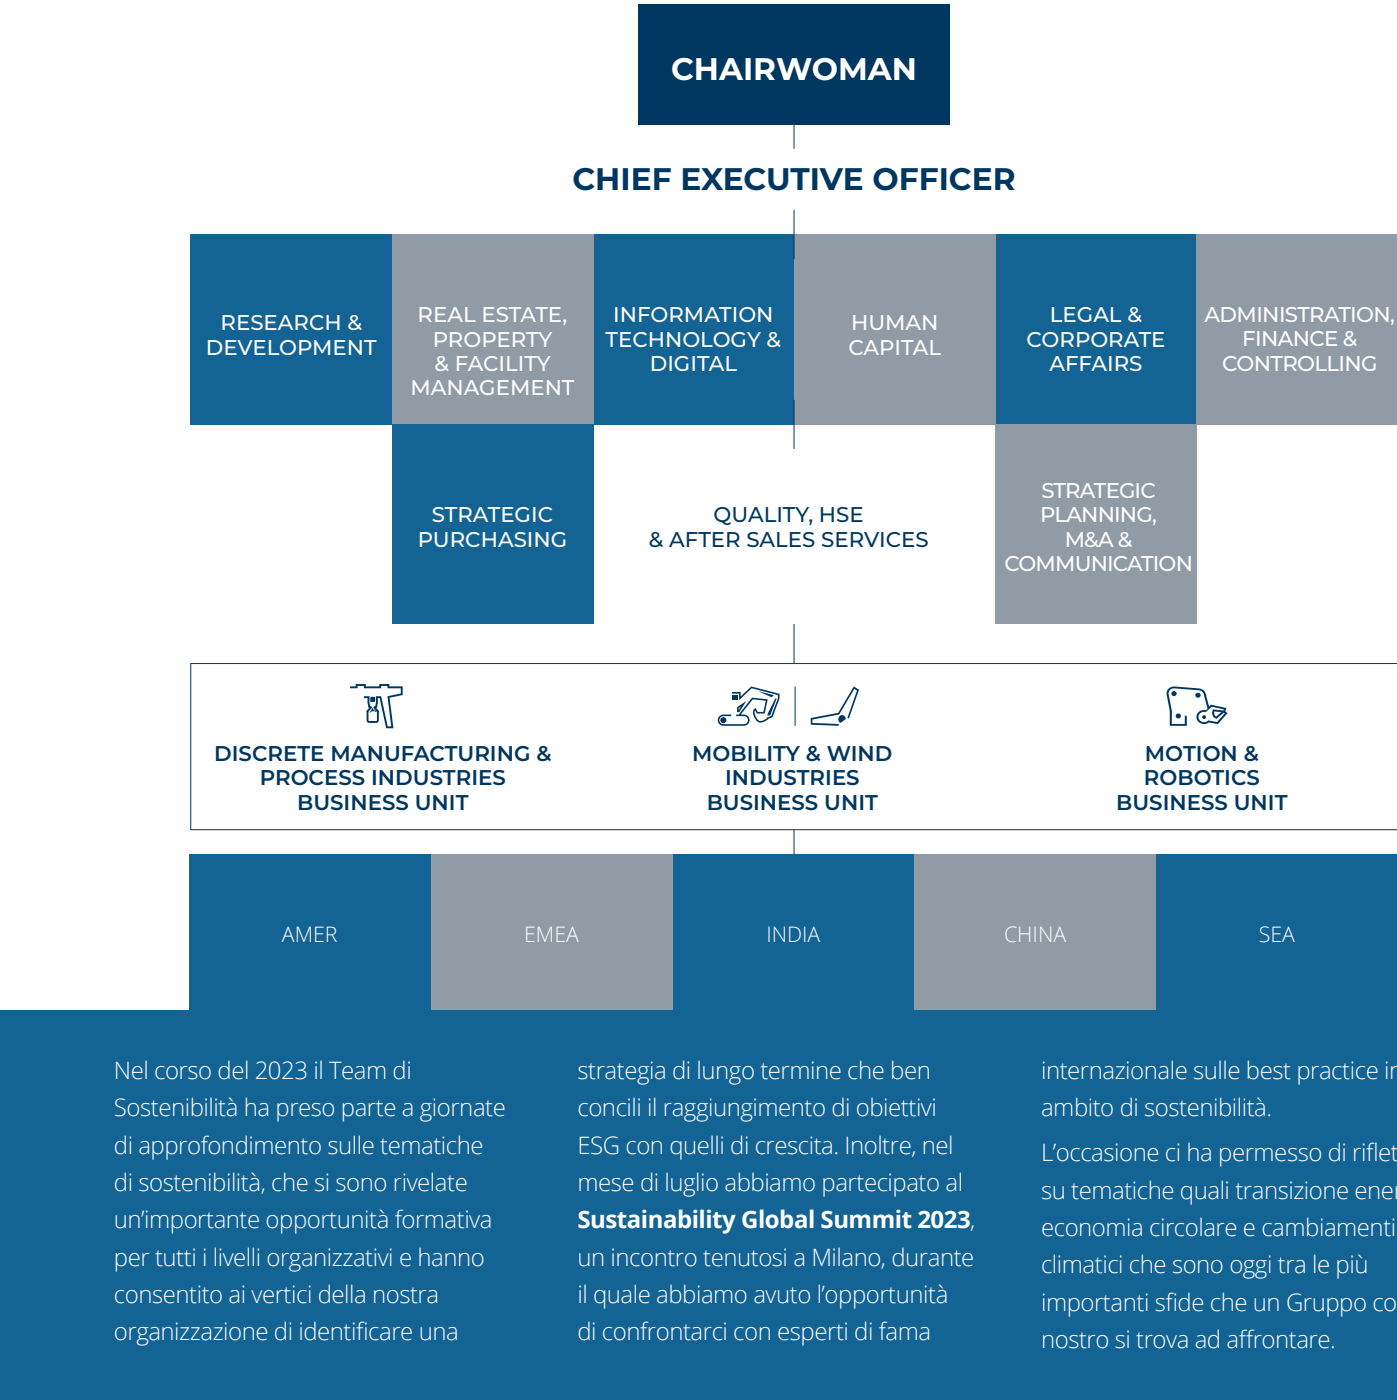 CHAIRWOMAN
CHIEF EXECUTIVE OFFICER
RESEARCH &
DEVELOPMENT
REAL ESTATE,
PROPERTY
& FACILITY
MANAGEMENT
INFORMATION
TECHNOLOGY &
DIGITAL
HUMAN
CAPITAL
LEGAL &
CORPORATE
AFFAIRS
ADMINISTRATION,
FINANCE &
CONTROLLING
STRATEGIC
PURCHASING
QUALITY, HSE
& AFTER SALES SERVICES
STRATEGIC
PLANNING,
M&A &
COMMUNICATION
DISCRETE MANUFACTURING &
PROCESS INDUSTRIES
BUSINESS UNIT
MOBILITY & WIND
INDUSTRIES
BUSINESS UNIT
MOTION &
ROBOTICS
BUSINESS UNIT
AMER
EMEA
INDIA
CHINA
SEA
Nel corso del 2023 il Team di
Sostenibilità ha preso parte a giornate
di approfondimento sulle tematiche
di sostenibilità, che si sono rivelate
un’importante opportunità formativa
per tutti i livelli organizzativi e hanno
consentito ai vertici della nostra
organizzazione di identificare una
strategia di lungo termine che ben
concili il raggiungimento di obiettivi
ESG con quelli di crescita. Inoltre, nel
mese di luglio abbiamo partecipato al
Sustainability Global Summit 2023,
un incontro tenutosi a Milano, durante
il quale abbiamo avuto l’opportunità
di confrontarci con esperti di fama
internazionale sulle best practice in
ambito di sostenibilità.
L’occasione ci ha permesso di
su tematiche quali transizione
economia circolare e cambiamenti
climatici che sono oggi tra le più
importanti sfide che un Gruppo
nostro si trova ad affrontare.